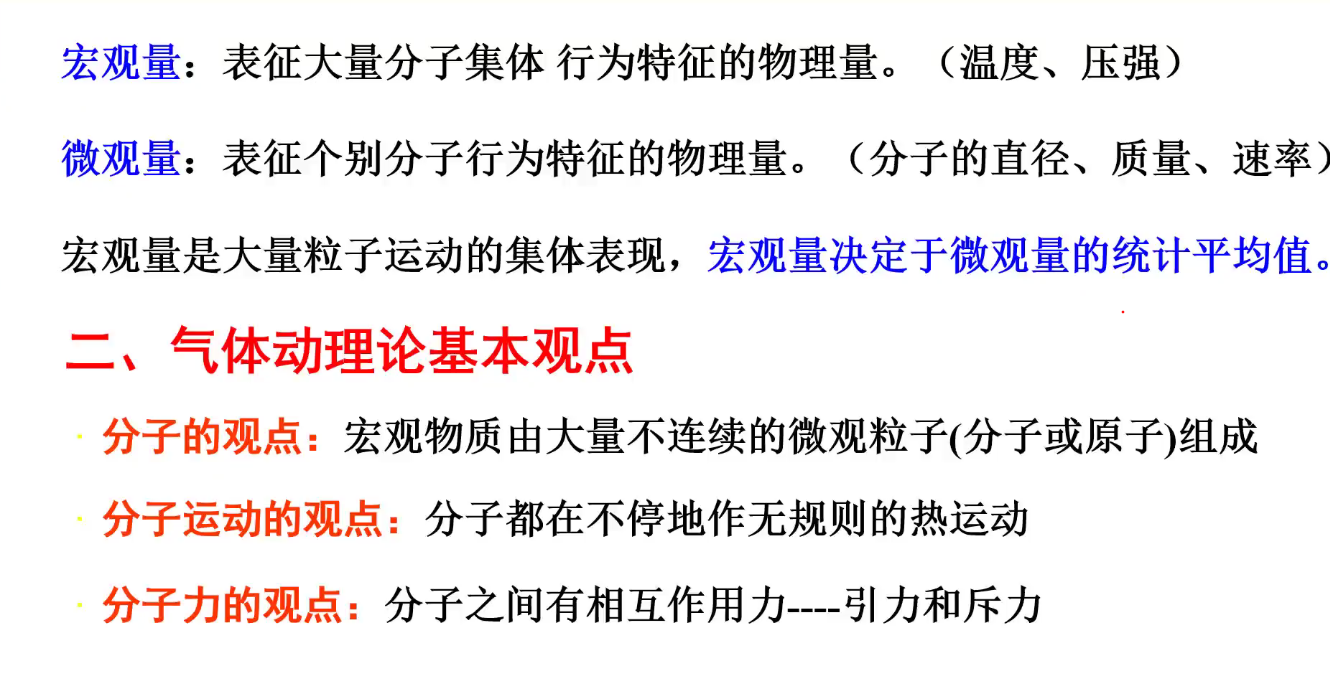 宏观量：表征大量分子集体 行为特征的物理量。（温度、压强）
微观量：表征个别分子行为特征的物理量。（分子的直径、质量、速率）
宏观量是大量粒子运动的集体表现，宏观量决定于微观量的统计平均值。
二、气体动理论基本观点
· 分子的观点：宏观物质由大量不连续的微观粒子(分子或原子)组成
· 分子运动的观点：分子都在不停地作无规则的热运动
· 分子力的观点：分子之间有相互作用力----引力和斥力